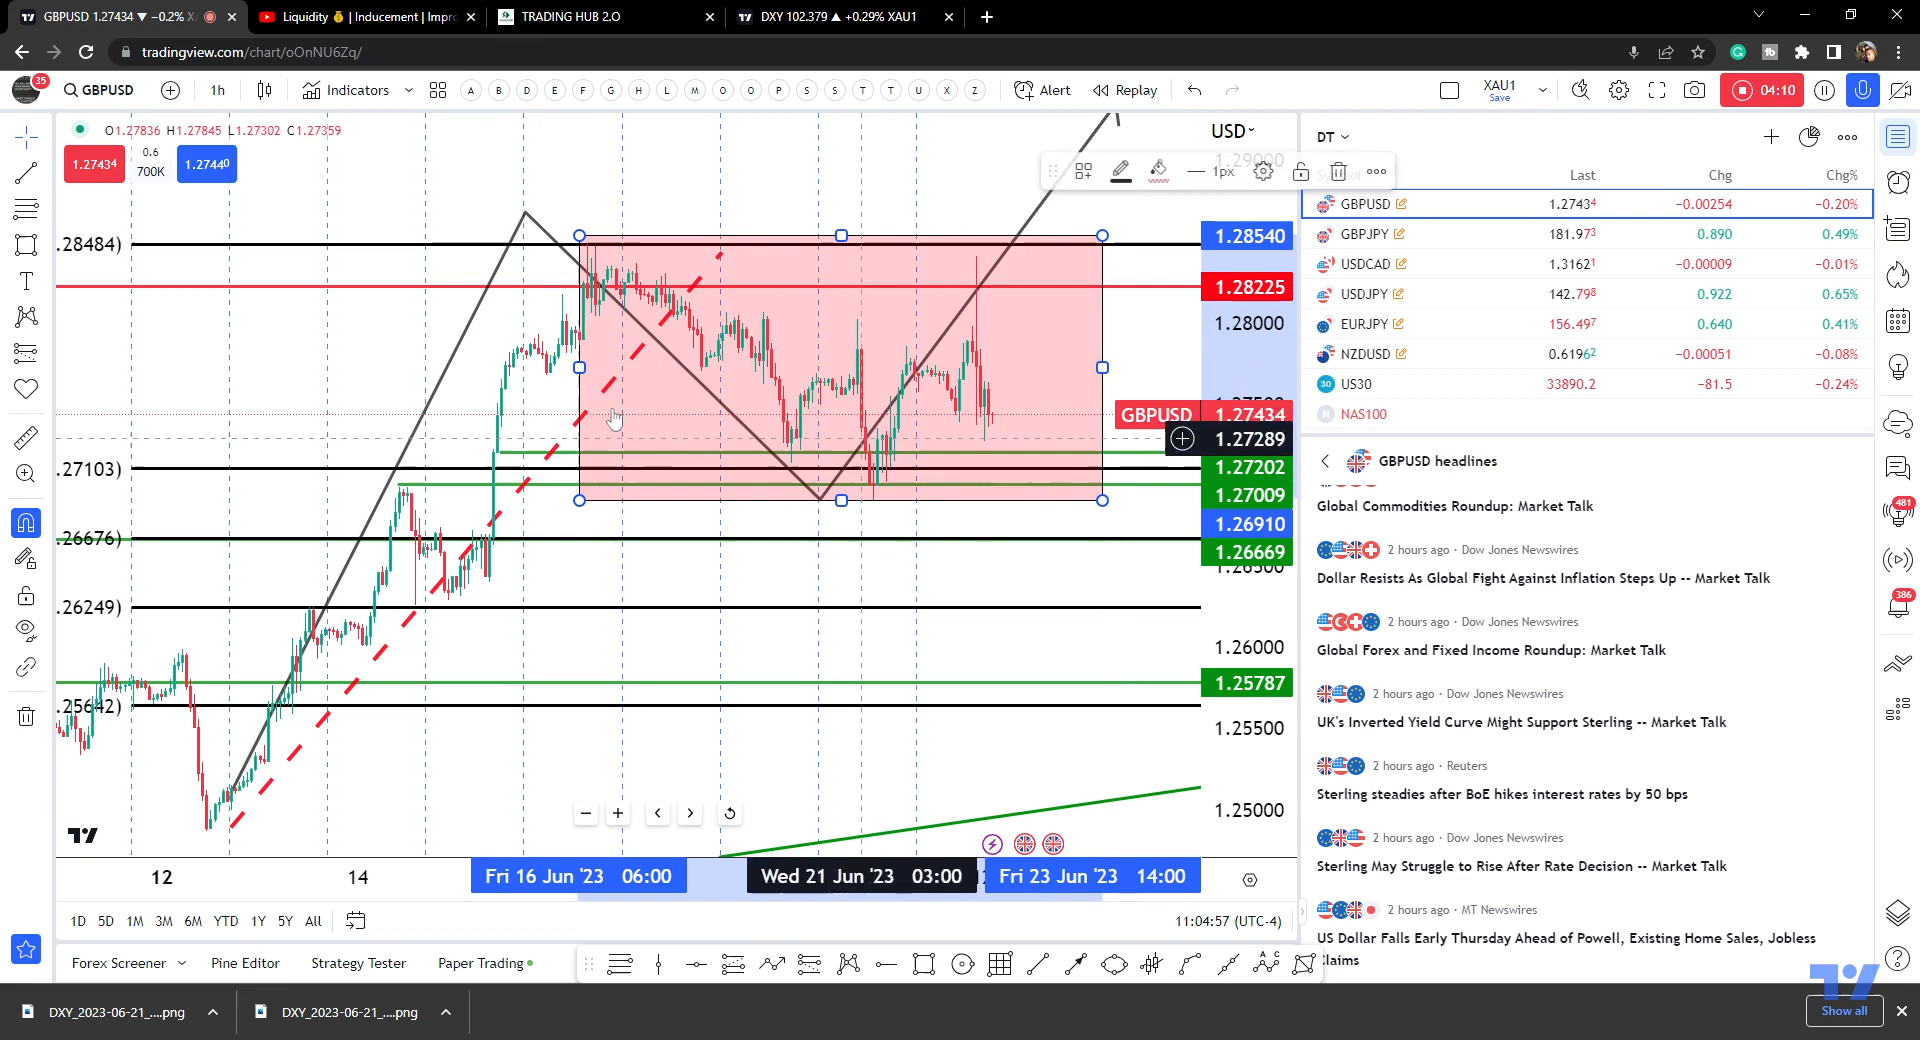 GBPUSD 1.27434 ▼ −0.2% X
Liquidity 💰 | Inducement | Impro
TRADING HUB 2.O
DXY 102.379 ▲ +0.29% XAU1
tradingview.com/chart/oOnNU6Zq/
35
GBPUSD
1h
Indicators
A B D E F G H L M O O P S S T T U X Z
Alert
Replay
XAU1
Save
04:10
O1.27836 H1.27845 L1.27302 C1.27359
1.27434
0.6
700K
1.27440
USD
1.29000
1px
.28484)
1.28540
1.28225
1.28000
GBPUSD 1.27434
1.27289
.27103)
1.27202
1.27009
1.26910
.26676)
1.26669
1.26500
.26249)
1.26000
1.25787
.25642)
1.25500
1.25000
12
14
Fri 16 Jun '23 06:00
Wed 21 Jun '23 03:00
Fri 23 Jun '23 14:00
1D 5D 1M 3M 6M YTD 1Y 5Y All
11:04:57 (UTC-4)
Forex Screener
Pine Editor
Strategy Tester
Paper Trading
DT
Last Chg Chg%
GBPUSD 1.27434 −0.00254 −0.20%
GBPJPY 181.973 0.890 0.49%
USDCAD 1.31621 −0.00009 −0.01%
USDJPY 142.798 0.922 0.65%
EURJPY 156.497 0.640 0.41%
NZDUSD 0.61962 −0.00051 −0.08%
30 US30 33890.2 −81.5 −0.24%
N NAS100
GBPUSD headlines
Global Commodities Roundup: Market Talk
2 hours ago · Dow Jones Newswires
Dollar Resists As Global Fight Against Inflation Steps Up -- Market Talk
2 hours ago · Dow Jones Newswires
Global Forex and Fixed Income Roundup: Market Talk
2 hours ago · Dow Jones Newswires
UK's Inverted Yield Curve Might Support Sterling -- Market Talk
2 hours ago · Reuters
Sterling steadies after BoE hikes interest rates by 50 bps
2 hours ago · Dow Jones Newswires
Sterling May Struggle to Rise After Rate Decision -- Market Talk
2 hours ago · MT Newswires
US Dollar Falls Early Thursday Ahead of Powell, Existing Home Sales, Jobless
Claims
481
386
DXY_2023-06-21_....png
DXY_2023-06-21_....png
Show all